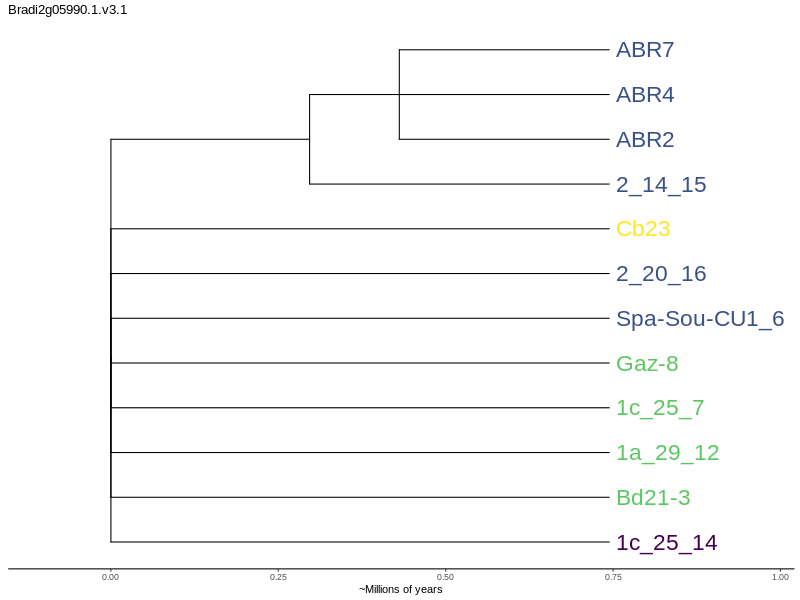 Bradi2g05990.1.v3.1
ABR7
ABR4
ABR2
2_14_15
Cb23
2_20_16
Spa-Sou-CU1_6
Gaz-8
1c_25_7
1a_29_12
Bd21-3
1c_25_14
0.00 0.25 0.50 0.75 1.00
~Millions of years